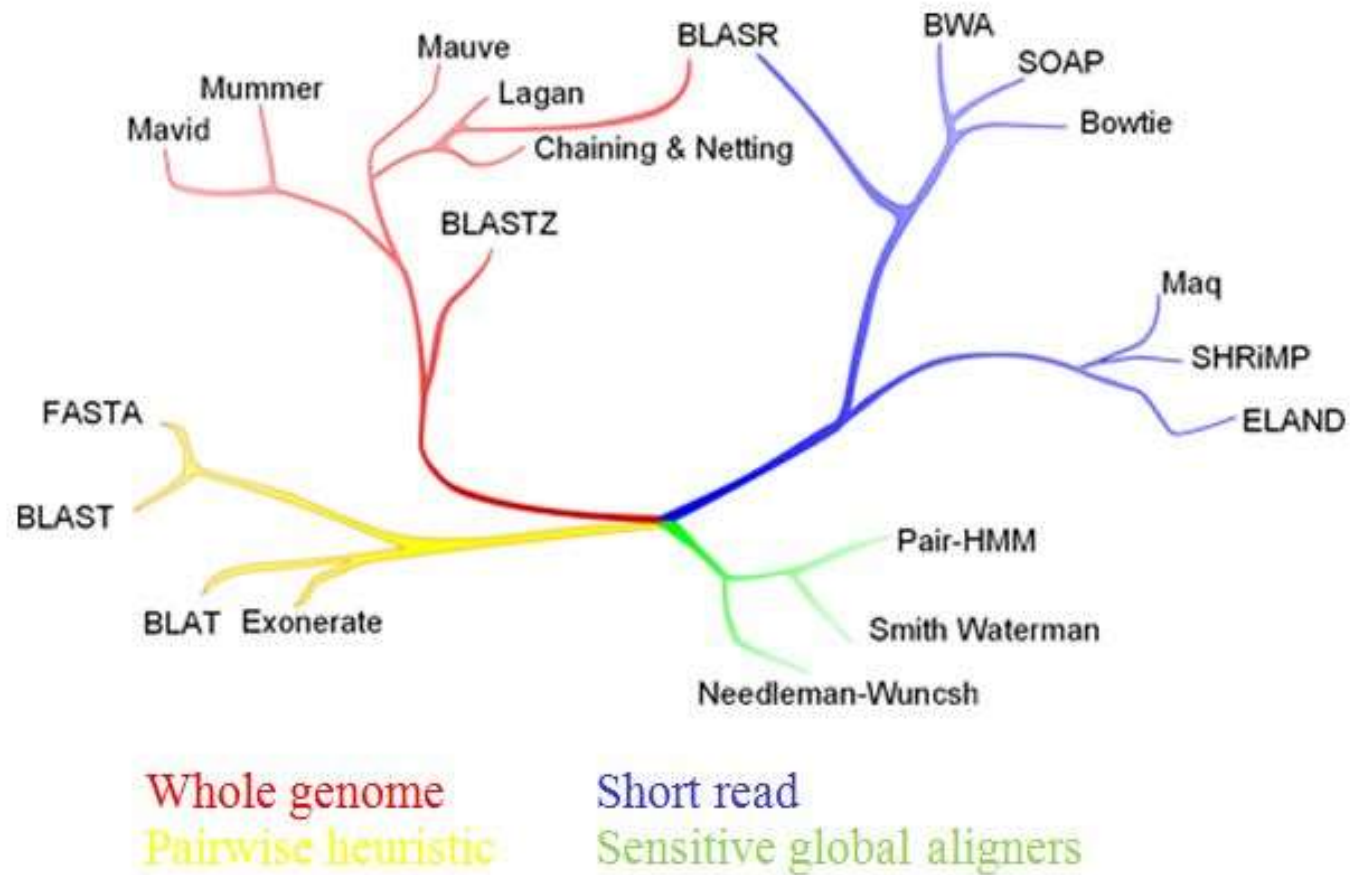 Mauve
BLASR
BWA
SOAP
Mummer
Lagan
Mavid
Chaining & Netting
Bowtie
BLASTZ
Maq
SHRiMP
FASTA
ELAND
BLAST
Pair-HMM
BLAT
Exonerate
Smith Waterman
Needleman-Wuncsh
Whole genome
Short read
Pairwise heuristic
Sensitive global aligners